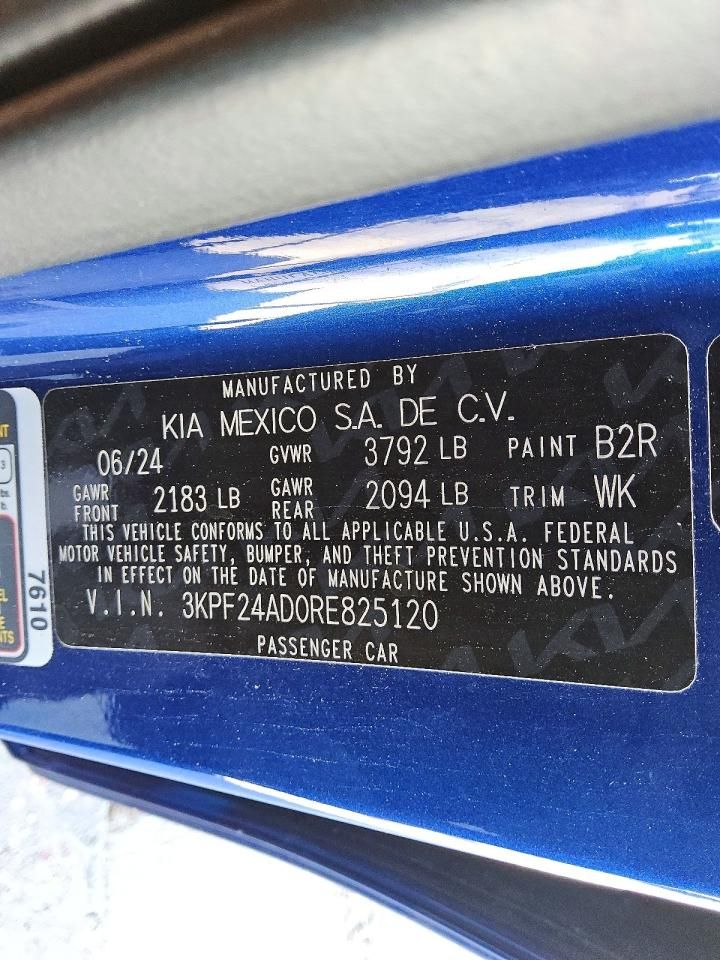 MANUFACTURED BY
KIA MEXICO S.A. DE C.V.
06/24 GVWR 3792 LB PAINT B2R
GAWR FRONT 2183 LB GAWR REAR 2094 LB TRIM WK
THIS VEHICLE CONFORMS TO ALL APPLICABLE U.S.A. FEDERAL
MOTOR VEHICLE SAFETY, BUMPER, AND THEFT PREVENTION STANDARDS
IN EFFECT ON THE DATE OF MANUFACTURE SHOWN ABOVE.
V.I.N. 3KPF24AD0RE825120
PASSENGER CAR
7610